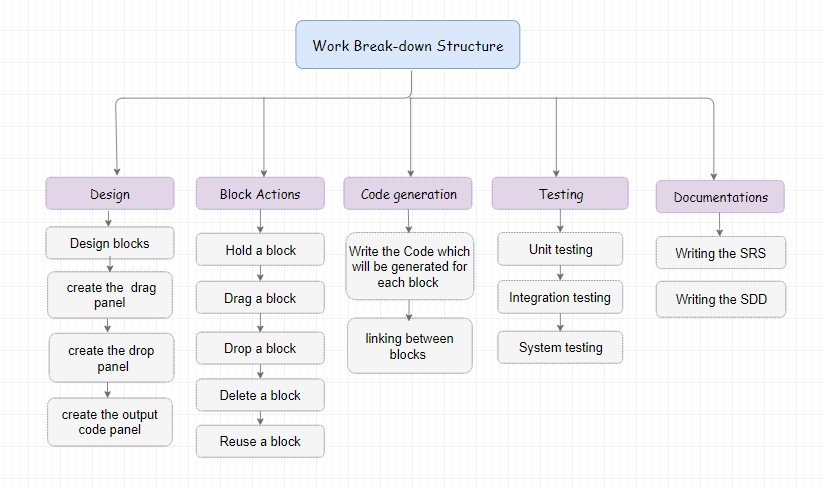 Work Break-down Structure
Design
Design blocks
create the drag
panel
create the drop
panel
create the output
code panel
Block Actions
Hold a block
Drag a block
Drop a block
Delete a block
Reuse a block
Code generation
Write the Code which
will be generated for
each block
linking between
blocks
Testing
Unit testing
Integration testing
System testing
Documentations
Writing the SRS
Writing the SDD